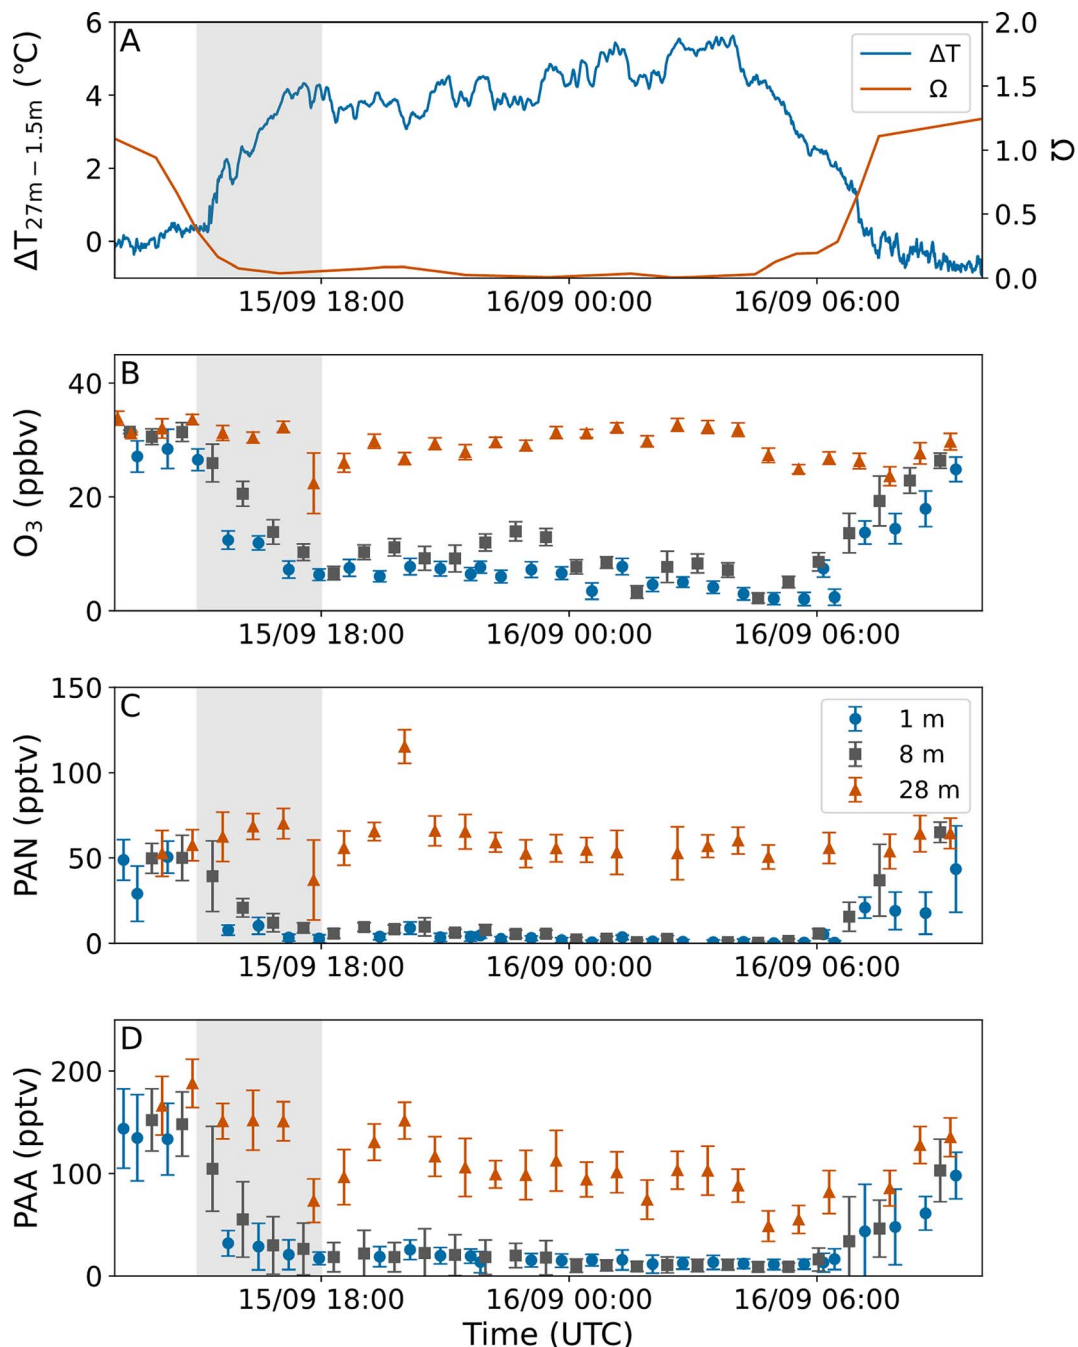 A
6
4
2
0
ΔT27m − 1.5m (°C)
2.0
1.5
1.0
0.5
0.0
Ω
ΔT
Ω
15/09 18:00 16/09 00:00 16/09 06:00
B
40
20
0
O3 (ppbv)
15/09 18:00 16/09 00:00 16/09 06:00
C
150
100
50
0
PAN (pptv)
1 m
8 m
28 m
15/09 18:00 16/09 00:00 16/09 06:00
D
200
100
0
PAA (pptv)
15/09 18:00 16/09 00:00 16/09 06:00
Time (UTC)